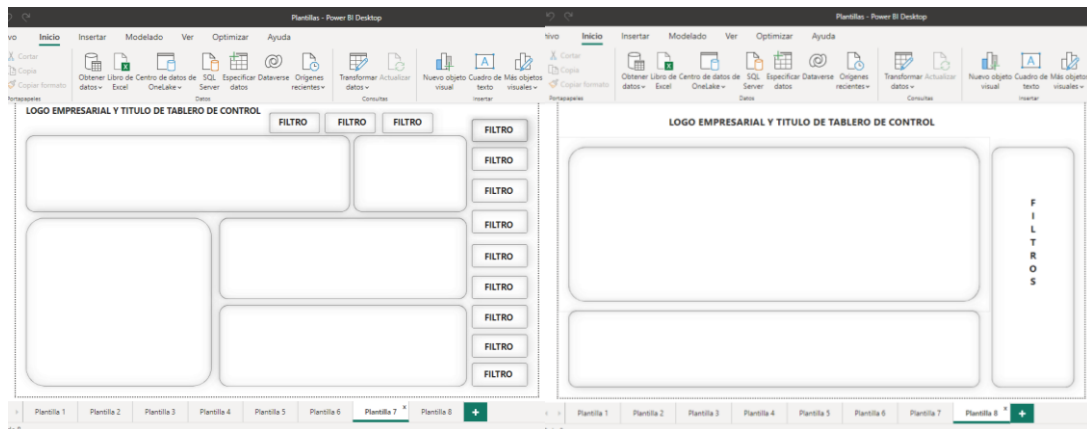 Plantillas - Power BI Desktop
vo Inicio Insertar Modelado Ver Optimizar Ayuda
Cortar
Copia
Copiar formato
Portapapeles
Obtener datos
Libro de Excel
Centro de datos de OneLake
SQL Server
Especificar datos
Dataverse
Orígenes recientes
Datos
Transformar datos
Actualizar
Consultas
Nuevo objeto visual
Cuadro de texto
Más objetos visuales
Insertar
LOGO EMPRESARIAL Y TITULO DE TABLERO DE CONTROL
FILTRO FILTRO FILTRO
FILTRO
FILTRO
FILTRO
FILTRO
FILTRO
FILTRO
FILTRO
FILTRO
FILTRO
Plantilla 1 Plantilla 2 Plantilla 3 Plantilla 4 Plantilla 5 Plantilla 6 Plantilla 7 Plantilla 8
Plantillas - Power BI Desktop
hivo Inicio Insertar Modelado Ver Optimizar Ayuda
Cortar
Copia
Copiar formato
Portapapeles
Obtener datos
Libro de Excel
Centro de datos de OneLake
SQL Server
Especificar datos
Dataverse
Orígenes recientes
Datos
Transformar datos
Actualizar
Consultas
Nuevo objeto visual
Cuadro de texto
Más objetos visuales
Insertar
LOGO EMPRESARIAL Y TITULO DE TABLERO DE CONTROL
F
I
L
T
R
O
S
Plantilla 1 Plantilla 2 Plantilla 3 Plantilla 4 Plantilla 5 Plantilla 6 Plantilla 7 Plantilla 8